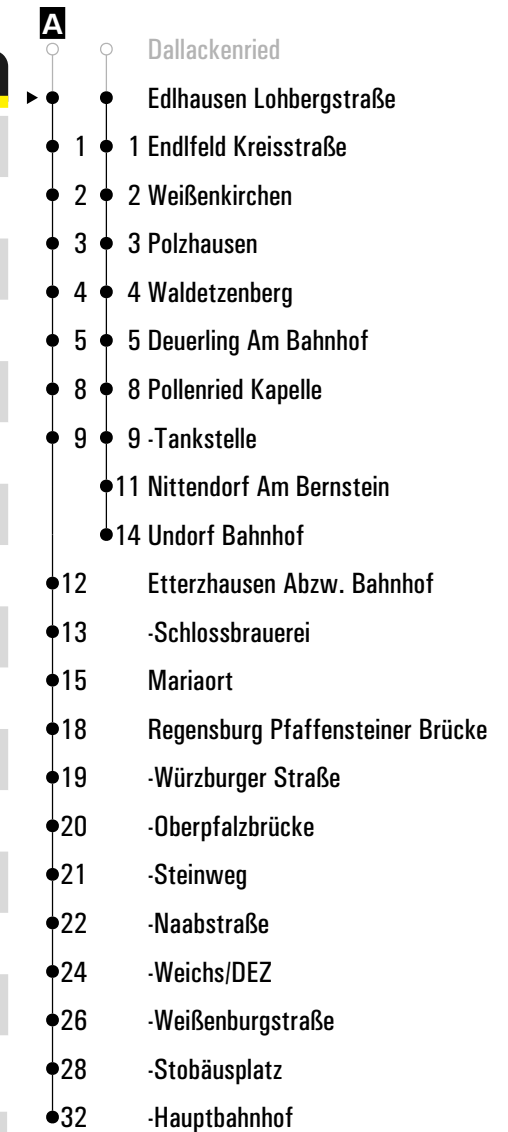 A
Dallackenried
Edlhausen Lohbergstraße
1 1 Endlfeld Kreisstraße
2 2 Weißenkirchen
3 3 Polzhausen
4 4 Waldetzenberg
5 5 Deuerling Am Bahnhof
8 8 Pollenried Kapelle
9 9 -Tankstelle
11 Nittendorf Am Bernstein
14 Undorf Bahnhof
12 Etterzhausen Abzw. Bahnhof
13 -Schlossbrauerei
15 Mariaort
18 Regensburg Pfaffensteiner Brücke
19 -Würzburger Straße
20 -Oberpfalzbrücke
21 -Steinweg
22 -Naabstraße
24 -Weichs/DEZ
26 -Weißenburgstraße
28 -Stobäusplatz
32 -Hauptbahnhof